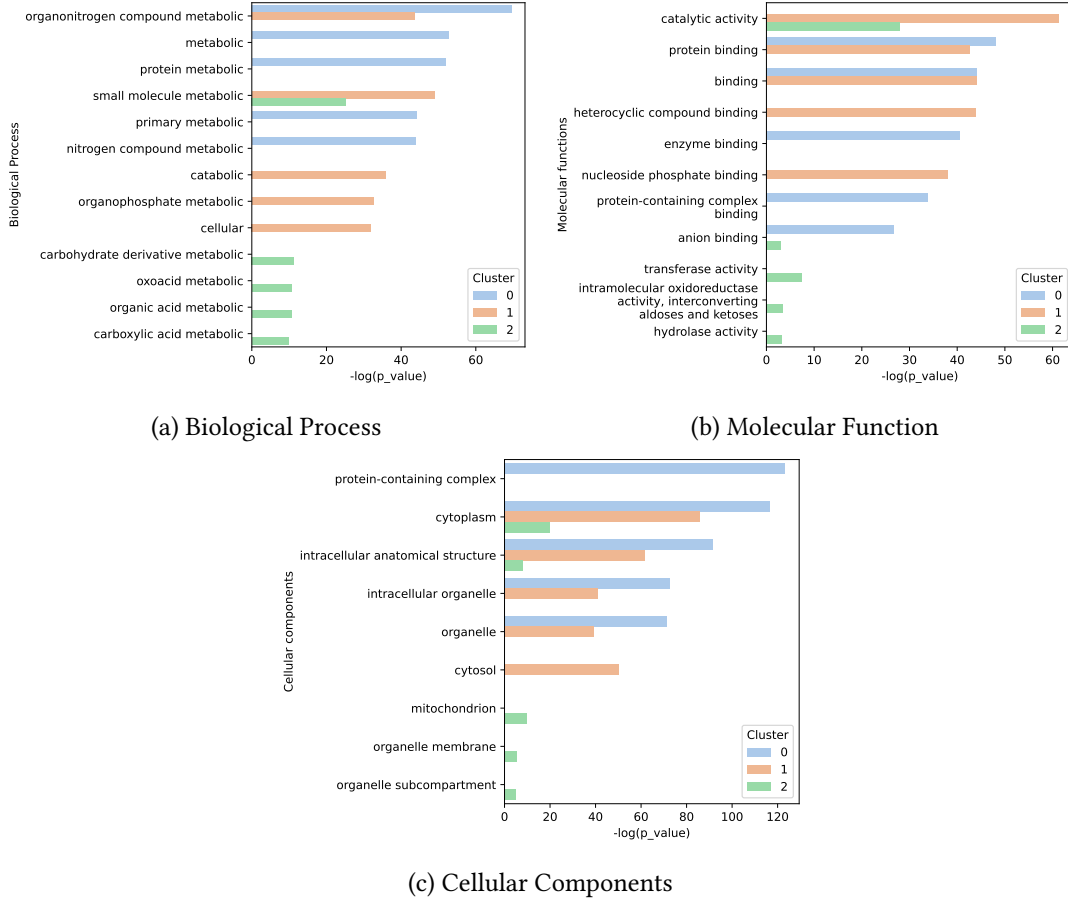 organonitrogen compound metabolic
metabolic
protein metabolic
small molecule metabolic
primary metabolic
nitrogen compound metabolic
catabolic
organophosphate metabolic
cellular
carbohydrate derivative metabolic
oxoacid metabolic
organic acid metabolic
carboxylic acid metabolic
Biological Process
0 20 40 60
-log(p_value)
Cluster
0
1
2
(a) Biological Process
catalytic activity
protein binding
binding
heterocyclic compound binding
enzyme binding
nucleoside phosphate binding
protein-containing complex
binding
anion binding
transferase activity
intramolecular oxidoreductase
activity, interconverting
aldoses and ketoses
hydrolase activity
Molecular functions
0 10 20 30 40 50 60
-log(p_value)
Cluster
0
1
2
(b) Molecular Function
protein-containing complex
cytoplasm
intracellular anatomical structure
intracellular organelle
organelle
cytosol
mitochondrion
organelle membrane
organelle subcompartment
Cellular components
0 20 40 60 80 100 120
-log(p_value)
Cluster
0
1
2
(c) Cellular Components